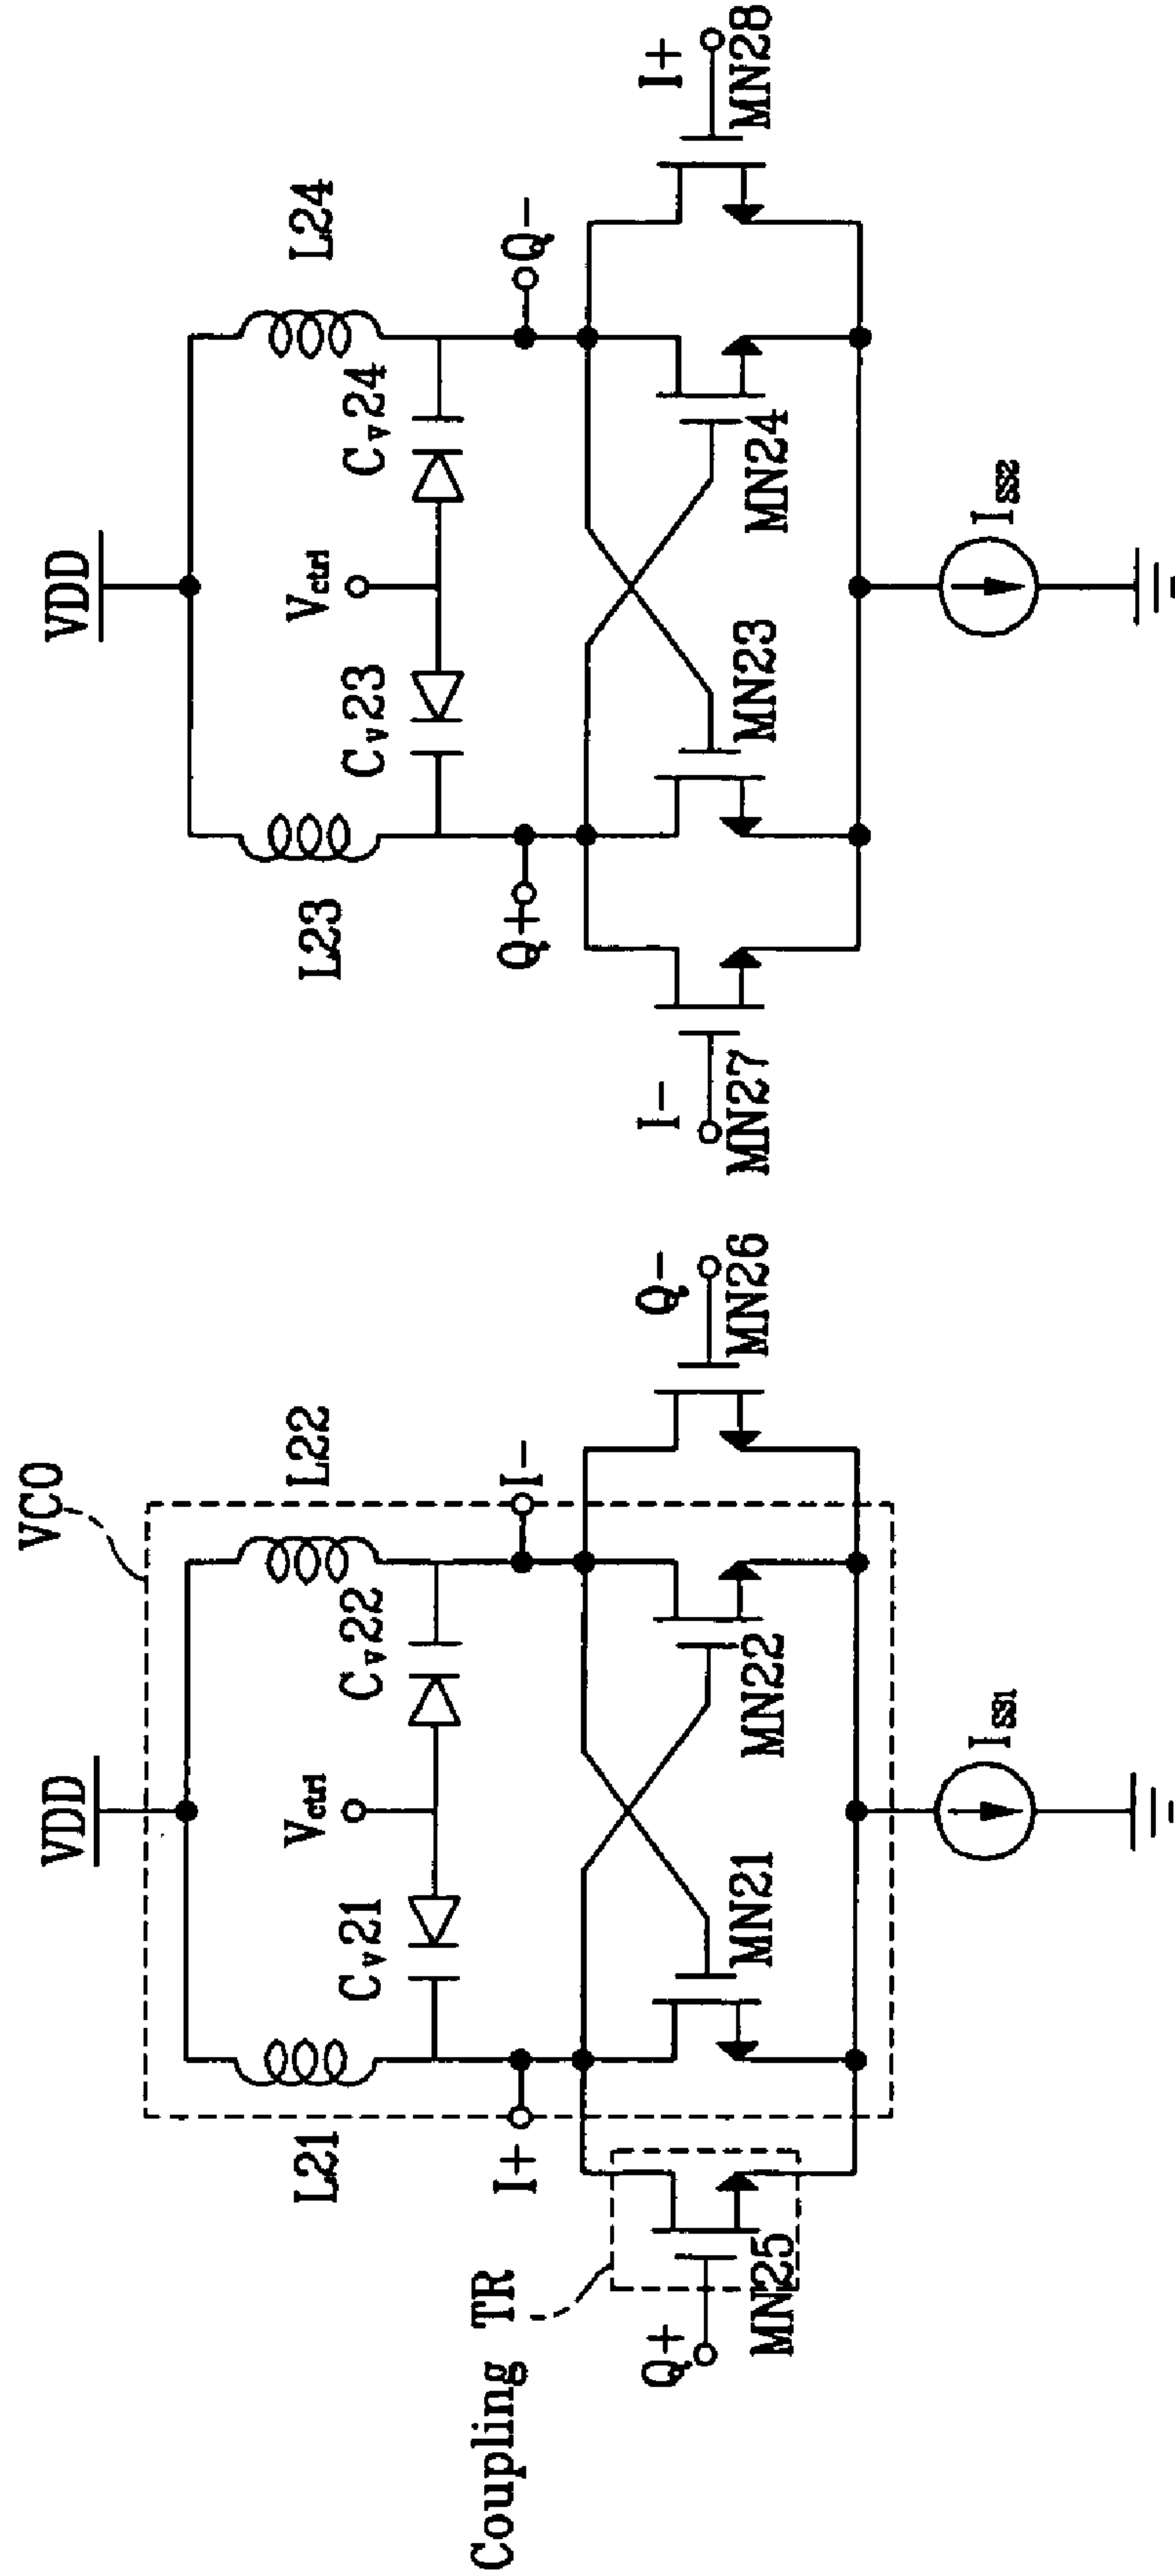 VCO
VDD
VDD
L21
L22
L23
L24
Cv21
Vctrl
Cv22
Cv23
Vctrl
Cv24
I+
I-
Q+
Q-
Coupling TR
Q+
MN25
MN21
MN22
Q-
MN26
I-
MN27
MN23
MN24
I+
MN28
ISS1
ISS2